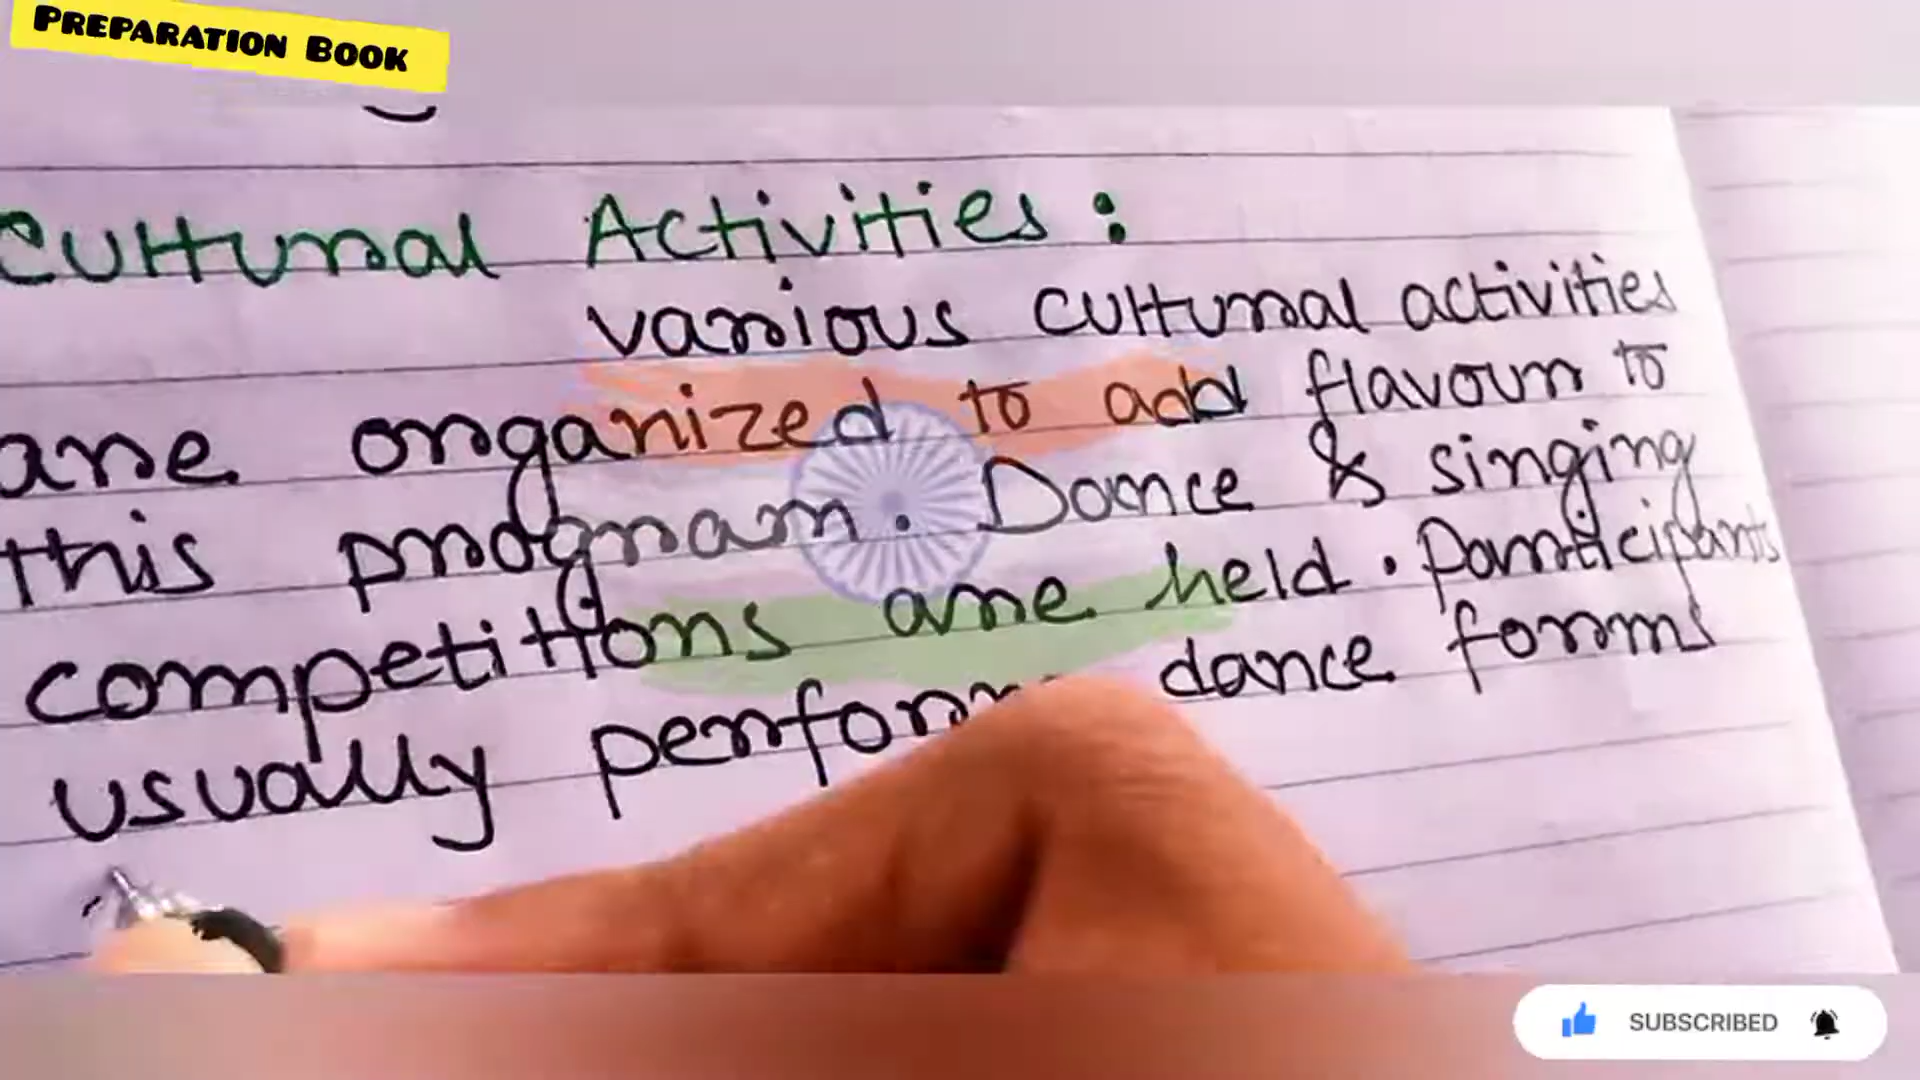 PREPARATION BOOK
Cultural Activities :
various cultural activities
are organized to add flavour to
this program. Dance & singing
competitions are held. Participants
usually perform dance forms
SUBSCRIBED